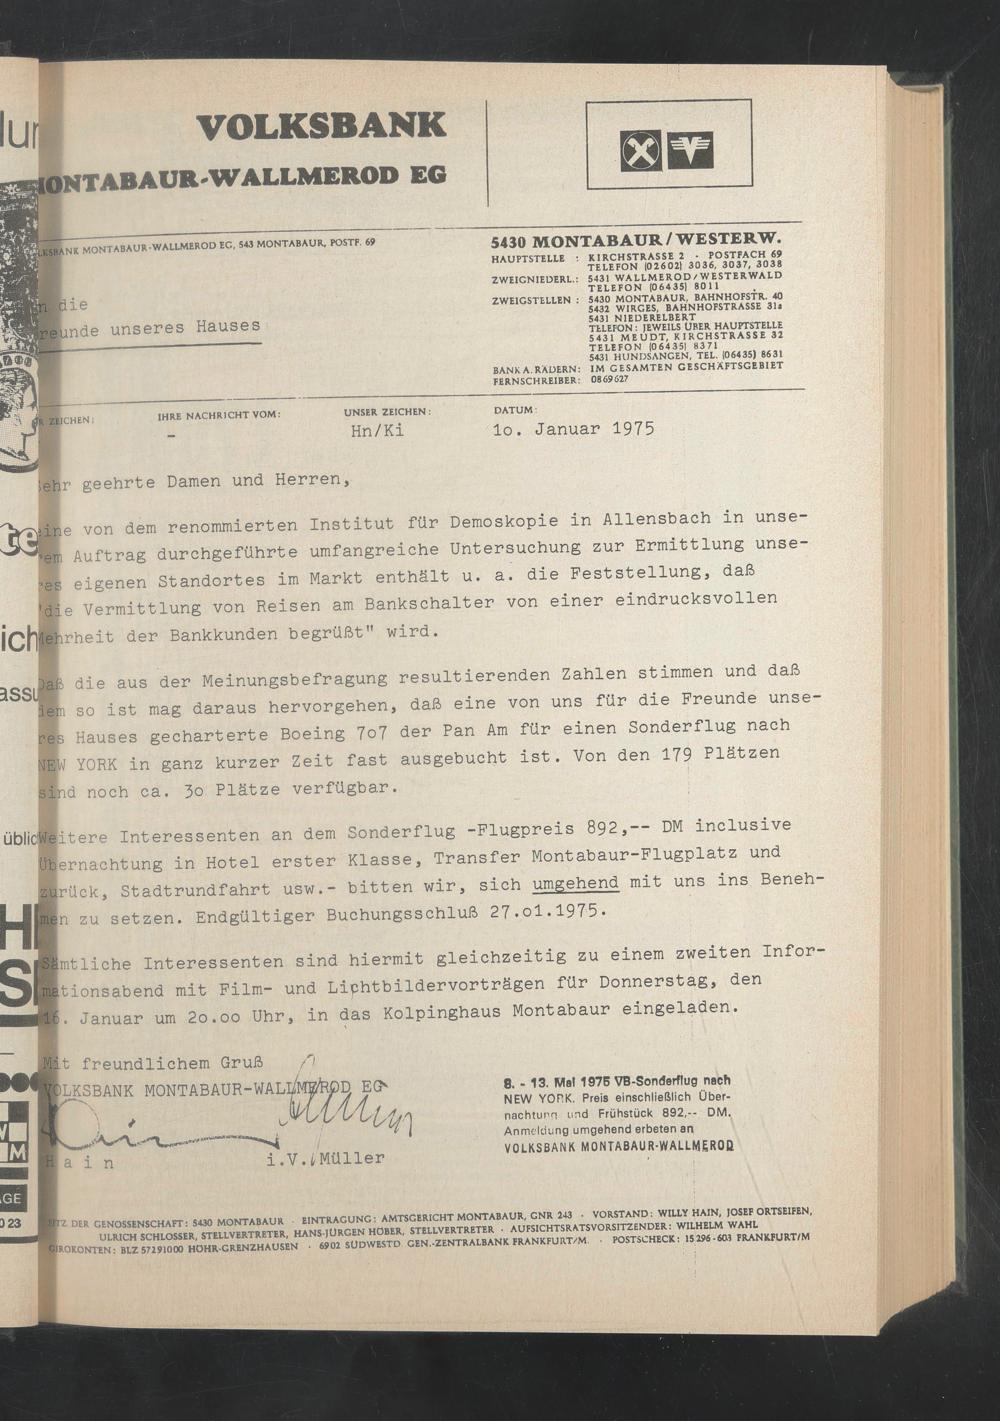 VOLKSBANK
MONTABAUR-WALLMEROD EG
VOLKSBANK MONTABAUR-WALLMEROD EG, 543 MONTABAUR, POSTF. 69
An die
Freunde unseres Hauses
5430 MONTABAUR/WESTERW.
HAUPTSTELLE : KIRCHSTRASSE 2 · POSTFACH 69
TELEFON (02602) 3036, 3037, 3038
ZWEIGNIEDERL.: 5431 WALLMEROD/WESTERWALD
TELEFON (06435) 8011
ZWEIGSTELLEN : 5430 MONTABAUR, BAHNHOFSTR. 40
5432 WIRGES, BAHNHOFSTRASSE 31a
5431 NIEDERELBERT
TELEFON: JEWEILS ÜBER HAUPTSTELLE
5431 MEUDT, KIRCHSTRASSE 32
TELEFON (06435) 8371
5431 HUNDSANGEN, TEL. (06435) 8631
BANK A. RÄDERN: IM GESAMTEN GESCHÄFTSGEBIET
FERNSCHREIBER: 0869627
ZEICHEN: IHRE NACHRICHT VOM: UNSER ZEICHEN: DATUM:
– Hn/Ki 1o. Januar 1975
Sehr geehrte Damen und Herren,
eine von dem renommierten Institut für Demoskopie in Allensbach in unse-
rem Auftrag durchgeführte umfangreiche Untersuchung zur Ermittlung unse-
res eigenen Standortes im Markt enthält u. a. die Feststellung, daß
"die Vermittlung von Reisen am Bankschalter von einer eindrucksvollen
Mehrheit der Bankkunden begrüßt" wird.
Daß die aus der Meinungsbefragung resultierenden Zahlen stimmen und daß
dem so ist mag daraus hervorgehen, daß eine von uns für die Freunde unse-
res Hauses gecharterte Boeing 7o7 der Pan Am für einen Sonderflug nach
NEW YORK in ganz kurzer Zeit fast ausgebucht ist. Von den 179 Plätzen
sind noch ca. 3o Plätze verfügbar.
Weitere Interessenten an dem Sonderflug -Flugpreis 892,-- DM inclusive
Übernachtung in Hotel erster Klasse, Transfer Montabaur-Flugplatz und
zurück, Stadtrundfahrt usw.- bitten wir, sich umgehend mit uns ins Beneh-
men zu setzen. Endgültiger Buchungsschluß 27.o1.1975.
Sämtliche Interessenten sind hiermit gleichzeitig zu einem zweiten Infor-
mationsabend mit Film- und Lichtbildervorträgen für Donnerstag, den
16. Januar um 2o.oo Uhr, in das Kolpinghaus Montabaur eingeladen.
Mit freundlichem Gruß
VOLKSBANK MONTABAUR-WALLMEROD EG
Hain i.V. Müller
8. - 13. Mai 1975 VB-Sonderflug nach
NEW YORK. Preis einschließlich Über-
nachtung und Frühstück 892,-- DM.
Anmeldung umgehend erbeten an
VOLKSBANK MONTABAUR-WALLMEROD
SITZ DER GENOSSENSCHAFT: 5430 MONTABAUR · EINTRAGUNG: AMTSGERICHT MONTABAUR, GNR 243 · VORSTAND: WILLY HAIN, JOSEF ORTSEIFEN,
ULRICH SCHLOSSER, STELLVERTRETER, HANS-JÜRGEN HÖBER, STELLVERTRETER · AUFSICHTSRATSVORSITZENDER: WILHELM WAHL
GIROKONTEN: BLZ 57291000 HÖHR-GRENZHAUSEN · 6902 SÜDWESTD. GEN.-ZENTRALBANK FRANKFURT/M. · POSTSCHECK: 15296-603 FRANKFURT/M